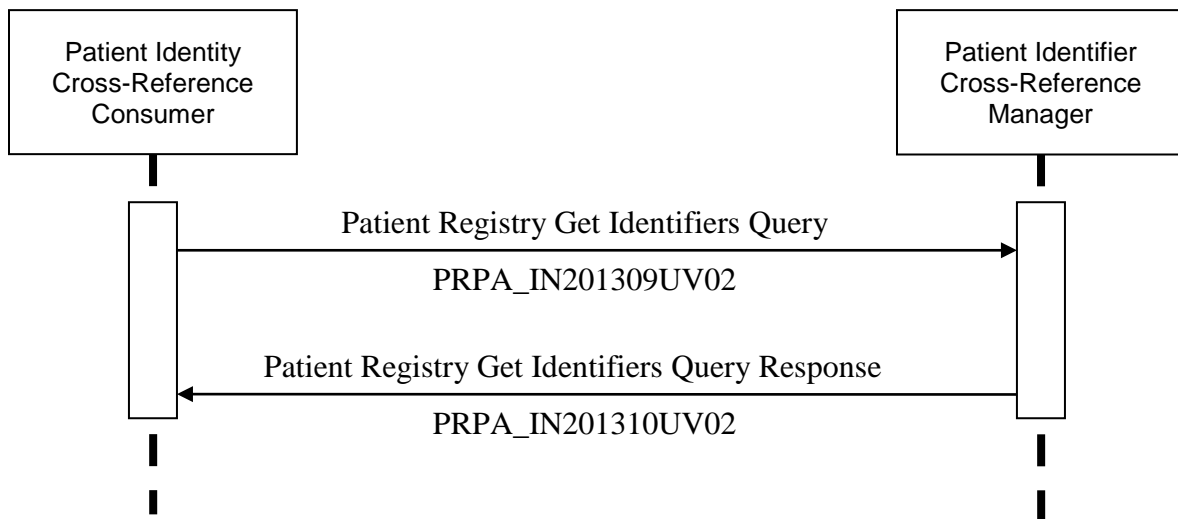 Patient Identity
Cross-Reference
Consumer
Patient Identifier
Cross-Reference
Manager
Patient Registry Get Identifiers Query
PRPA_IN201309UV02
Patient Registry Get Identifiers Query Response
PRPA_IN201310UV02